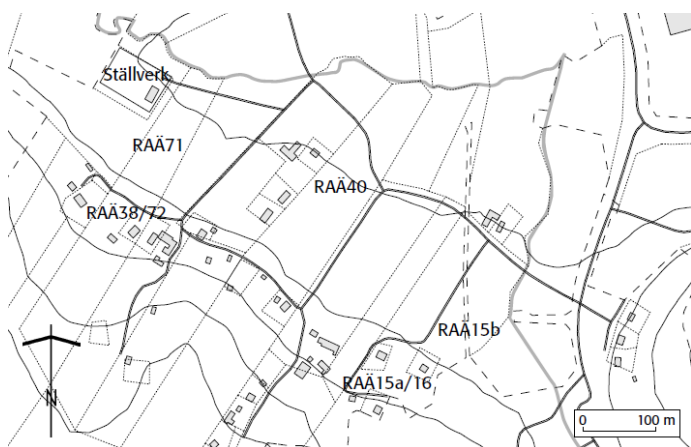 Ställverk
RAÄ71
RAÄ40
RAÄ38/72
RAÄ15b
RAÄ15a/16
N
0 100 m